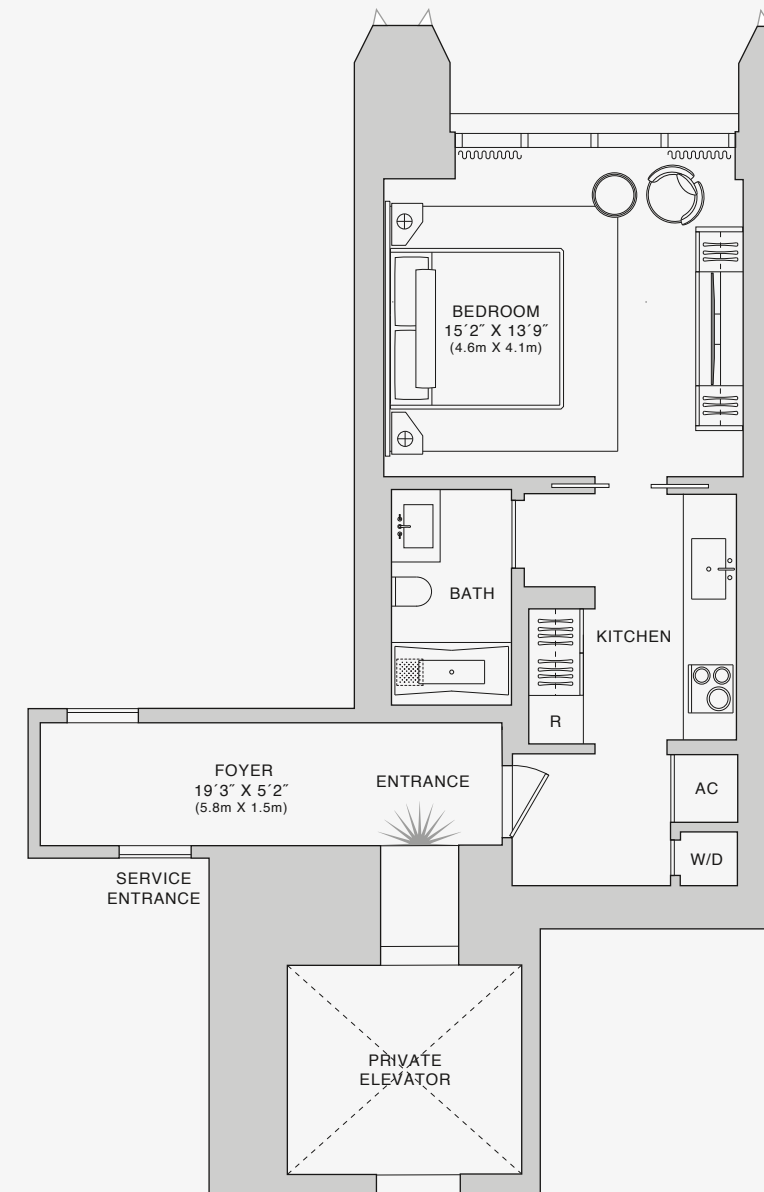 BEDROOM
15´2˝ X 13´9˝
(4.6m X 4.1m)
BATH
KITCHEN
R
FOYER
19´3˝ X 5´2˝
(5.8m X 1.5m)
ENTRANCE
AC
W/D
SERVICE
ENTRANCE
PRIVATE
ELEVATOR